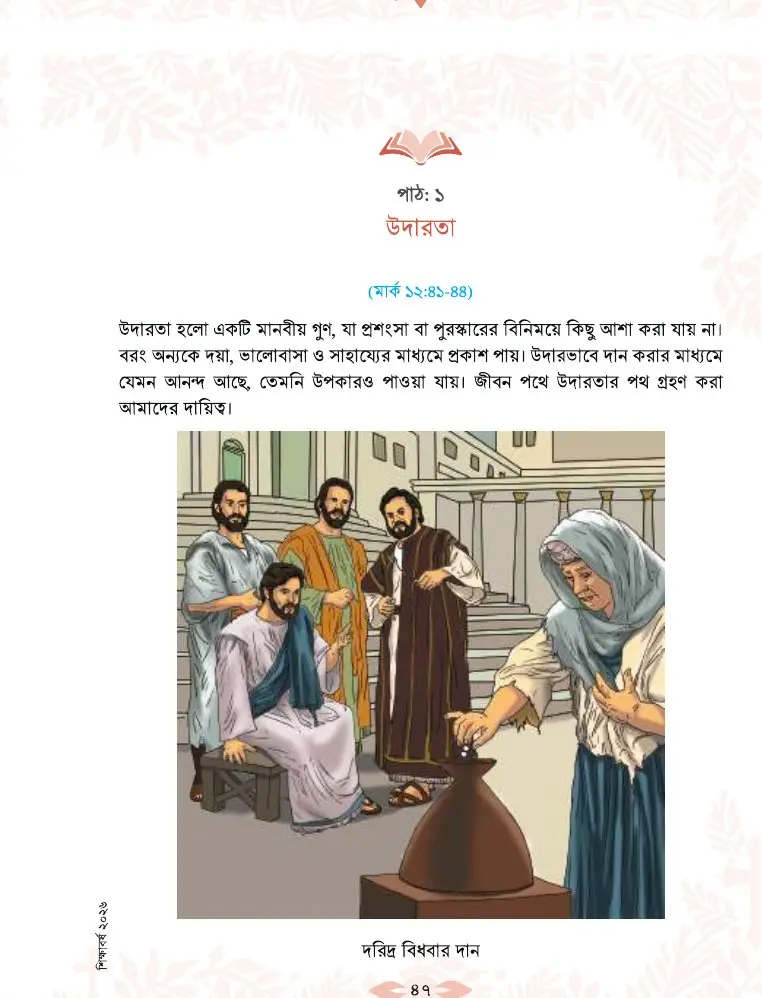 পাঠ: ১
উদারতা
(মার্ক ১২:৪১-৪৪)
উদারতা হলো একটি মানবীয় গুণ, যা প্রশংসা বা পুরস্কারের বিনিময়ে কিছু আশা করা যায় না।
বরং অন্যকে দয়া, ভালোবাসা ও সাহায্যের মাধ্যমে প্রকাশ পায়। উদারভাবে দান করার মাধ্যমে
যেমন আনন্দ আছে, তেমনি উপকারও পাওয়া যায়। জীবন পথে উদারতার পথ গ্রহণ করা
আমাদের দায়িত্ব।
দরিদ্র বিধবার দান
শিক্ষাবর্ষ ২০২৬
৪৭